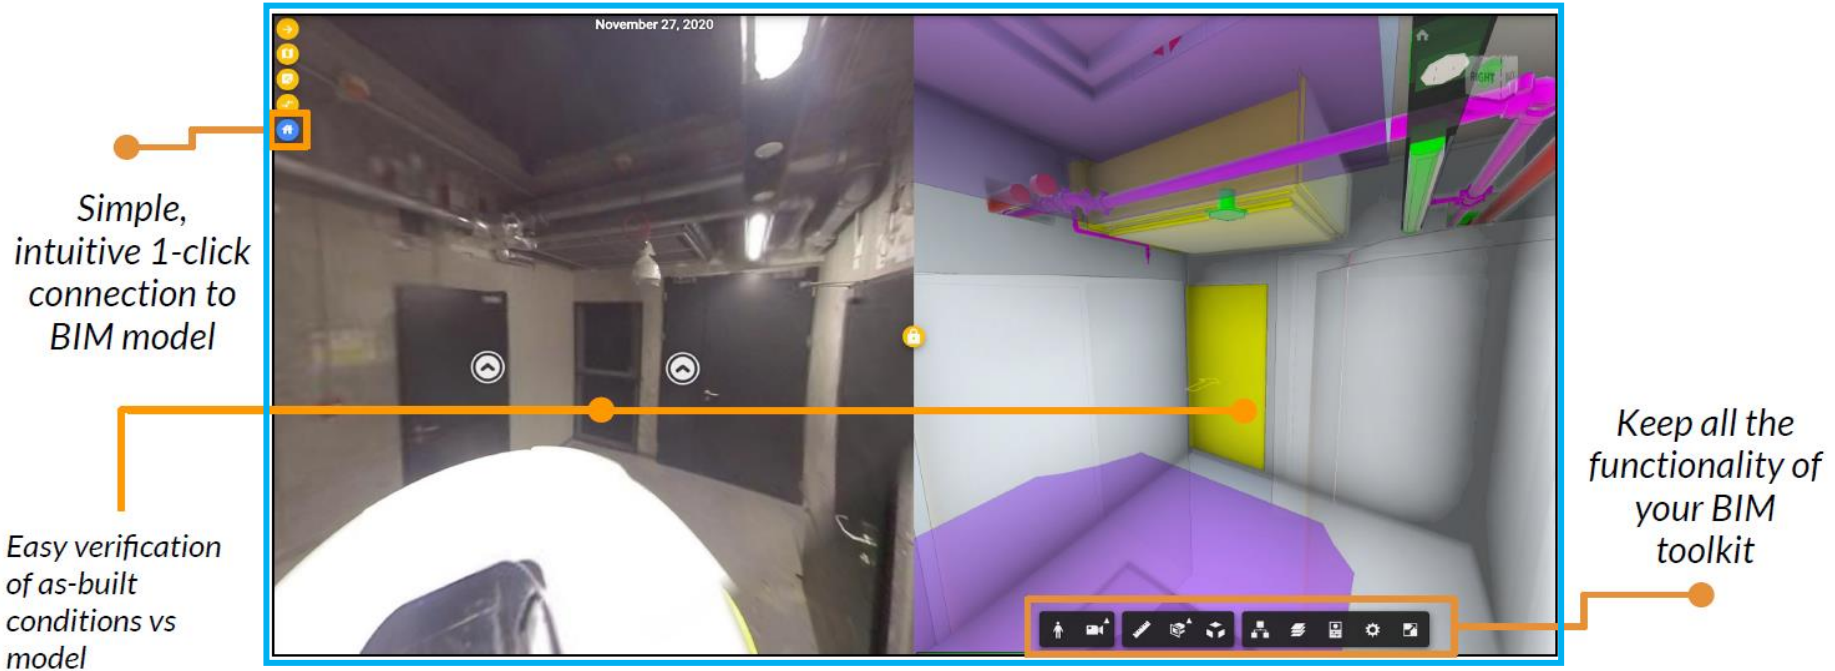 November 27, 2020
RIGHT
Simple,
intuitive 1-click
connection to
BIM model
Easy verification
of as-built
conditions vs
model
Keep all the
functionality of
your BIM
toolkit